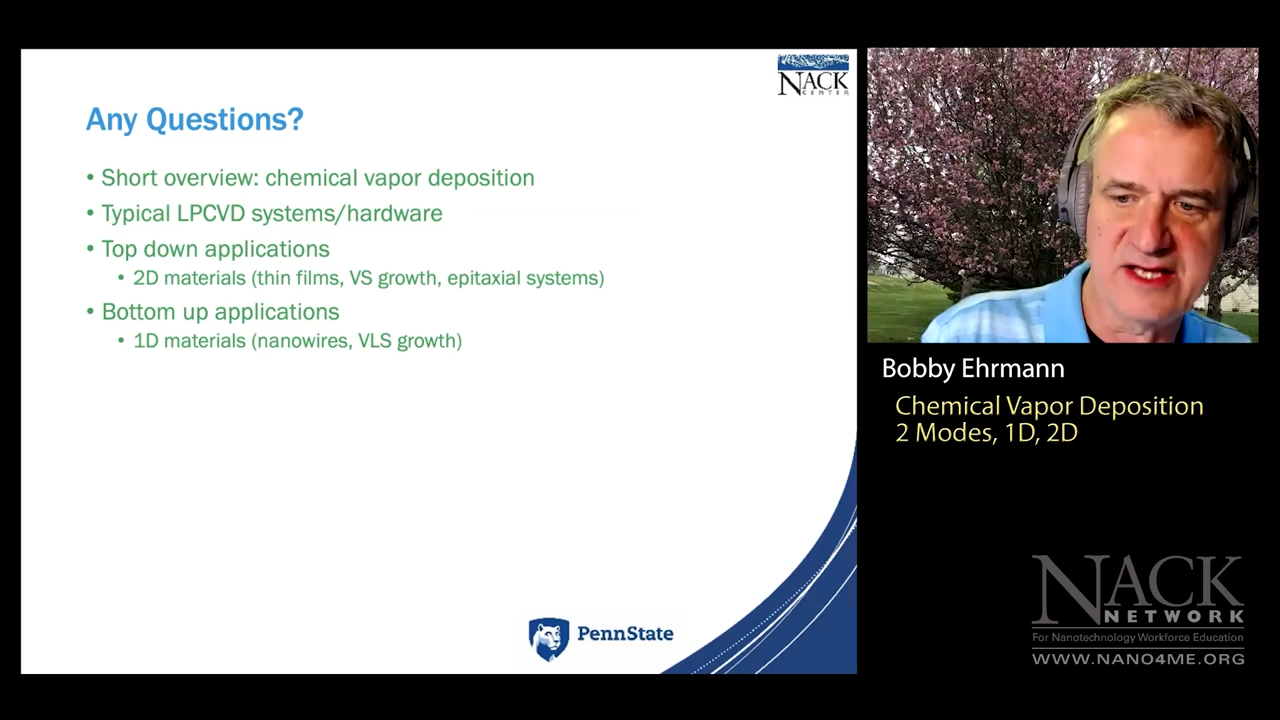 NACK
CENTER
Any Questions?
• Short overview: chemical vapor deposition
• Typical LPCVD systems/hardware
• Top down applications
• 2D materials (thin films, VS growth, epitaxial systems)
• Bottom up applications
• 1D materials (nanowires, VLS growth)
PennState
Bobby Ehrmann
Chemical Vapor Deposition
2 Modes, 1D, 2D
NACK
NETWORK
For Nanotechnology Workforce Education
WWW.NANO4ME.ORG